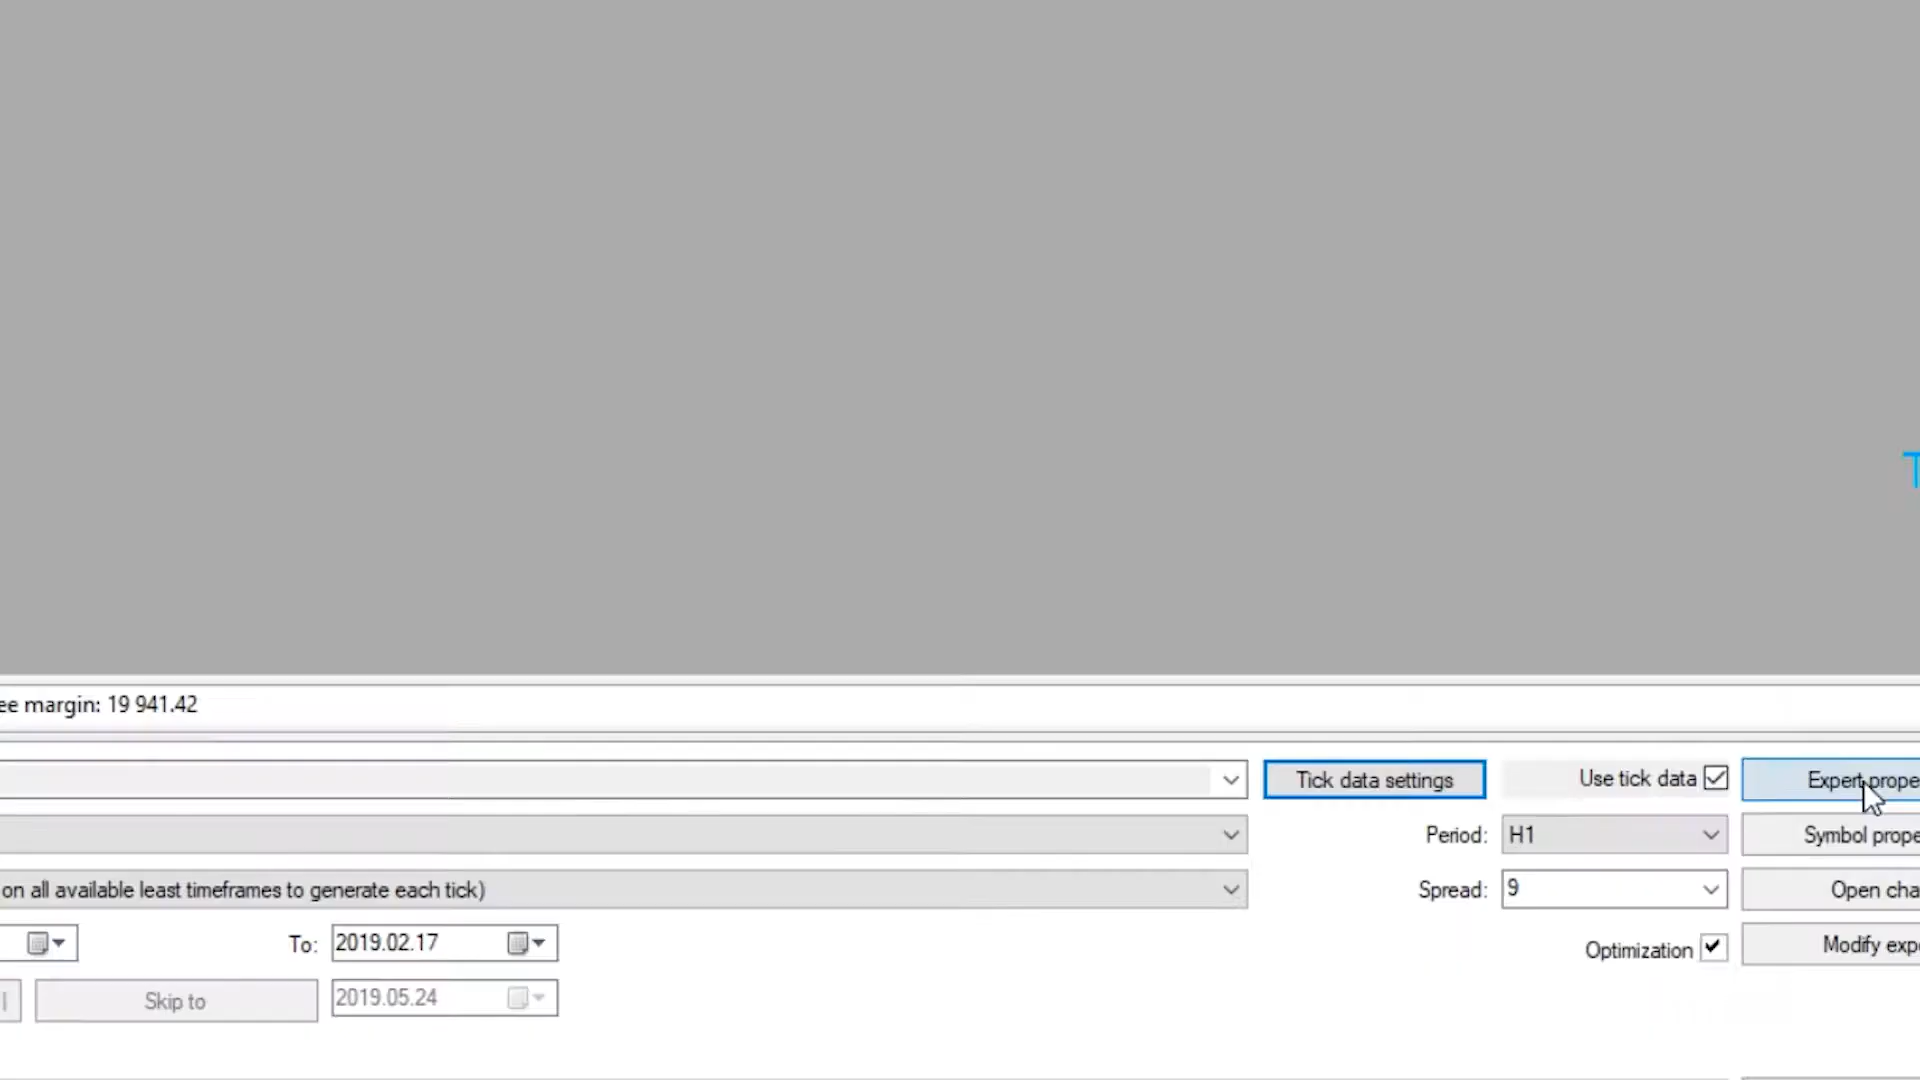 T
ee margin: 19 941.42
Tick data settings
Use tick data
Expert prope
Period:
H1
Symbol prope
on all available least timeframes to generate each tick)
Spread:
9
Open cha
To:
2019.02.17
Optimization
Modify exp
Skip to
2019.05.24